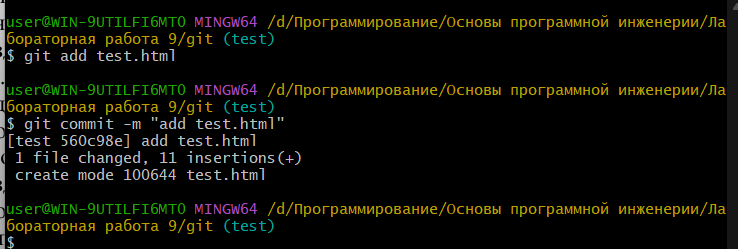 user@WIN-9UTILFI6MTO MINGW64 /d/Программирование/Основы программной инженерии/Ла
бораторная работа 9/git (test)
$ git add test.html
user@WIN-9UTILFI6MTO MINGW64 /d/Программирование/Основы программной инженерии/Ла
бораторная работа 9/git (test)
$ git commit -m "add test.html"
[test 560c98e] add test.html
 1 file changed, 11 insertions(+)
 create mode 100644 test.html
user@WIN-9UTILFI6MTO MINGW64 /d/Программирование/Основы программной инженерии/Ла
бораторная работа 9/git (test)
$